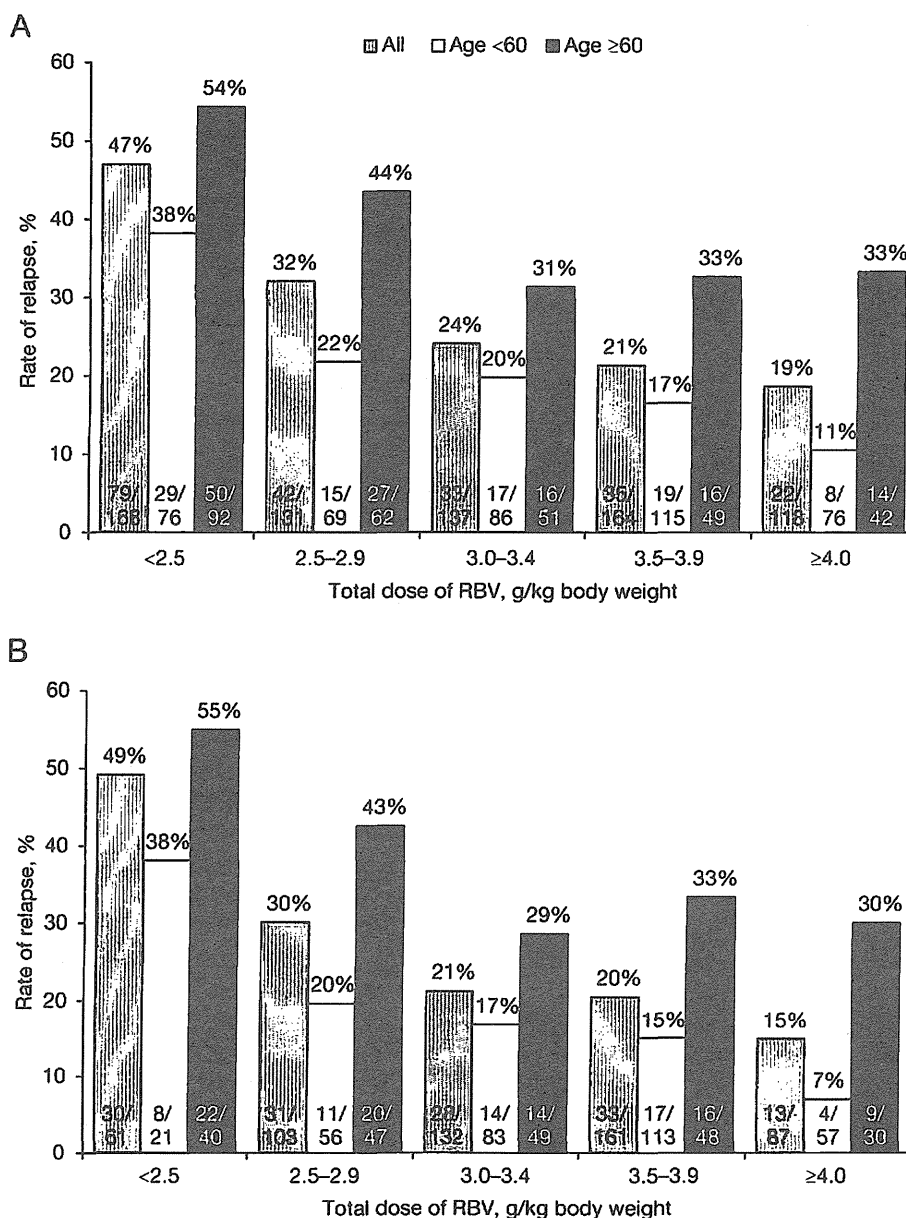 A
All Age <60 Age ≥60
Rate of relapse, %
60
50
40
30
20
10
0
47% 38% 54%
32% 22% 44%
24% 20% 31%
21% 17% 33%
19% 11% 33%
79/ 29/ 50/ 42/ 15/ 27/ 33/ 17/ 16/ 35/ 19/ 16/ 22/ 8/ 14/
168 76 92 131 69 62 137 86 51 164 115 49 118 76 42
<2.5 2.5–2.9 3.0–3.4 3.5–3.9 ≥4.0
Total dose of RBV, g/kg body weight
B
Rate of relapse, %
60
50
40
30
20
10
0
49% 38% 55%
30% 20% 43%
21% 17% 29%
20% 15% 33%
15% 7% 30%
30/ 8/ 22/ 31/ 11/ 20/ 28/ 14/ 14/ 33/ 17/ 16/ 13/ 4/ 9/
61 21 40 103 56 47 132 83 49 161 113 48 87 57 30
<2.5 2.5–2.9 3.0–3.4 3.5–3.9 ≥4.0
Total dose of RBV, g/kg body weight